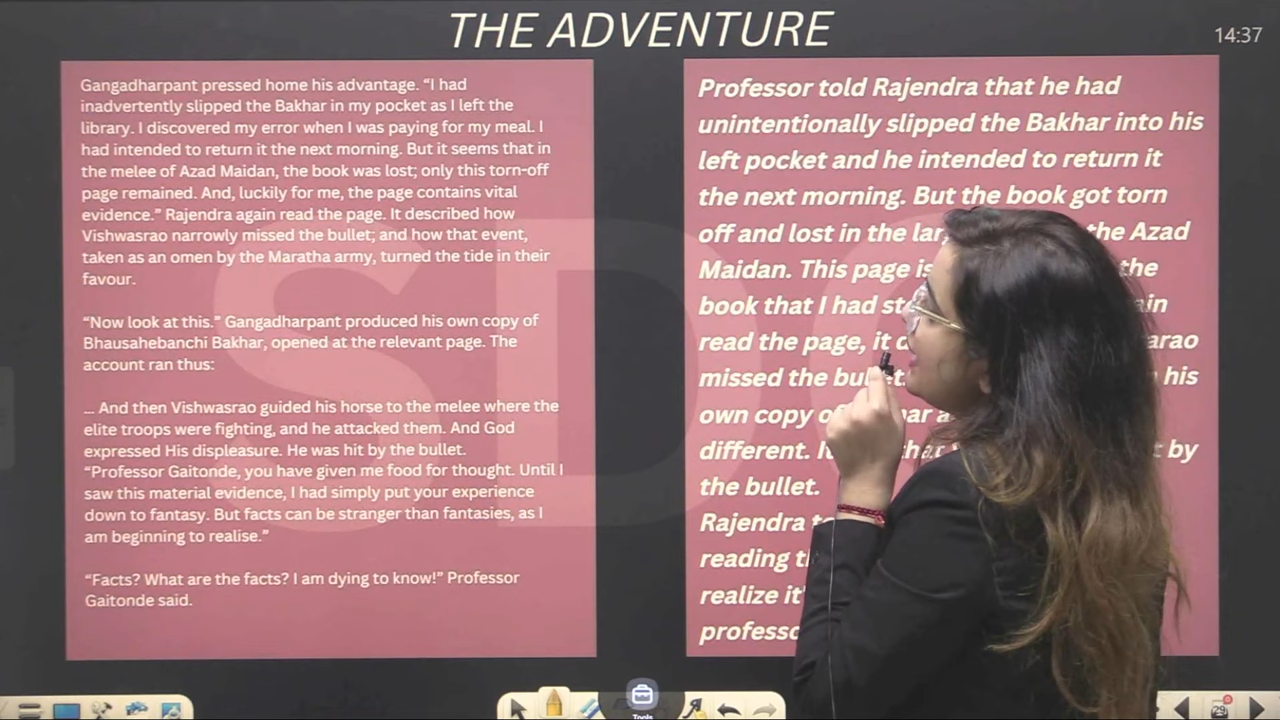 THE ADVENTURE
14:37
Gangadharpant pressed home his advantage. “I had
inadvertently slipped the Bakhar in my pocket as I left the
library. I discovered my error when I was paying for my meal. I
had intended to return it the next morning. But it seems that in
the melee of Azad Maidan, the book was lost; only this torn-off
page remained. And, luckily for me, the page contains vital
evidence.” Rajendra again read the page. It described how
Vishwasrao narrowly missed the bullet; and how that event,
taken as an omen by the Maratha army, turned the tide in their
favour.
“Now look at this.” Gangadharpant produced his own copy of
Bhausahebanchi Bakhar, opened at the relevant page. The
account ran thus:
... And then Vishwasrao guided his horse to the melee where the
elite troops were fighting, and he attacked them. And God
expressed His displeasure. He was hit by the bullet.
“Professor Gaitonde, you have given me food for thought. Until I
saw this material evidence, I had simply put your experience
down to fantasy. But facts can be stranger than fantasies, as I
am beginning to realise.”
“Facts? What are the facts? I am dying to know!” Professor
Gaitonde said.
Professor told Rajendra that he had
unintentionally slipped the Bakhar into his
left pocket and he intended to return it
the next morning. But the book got torn
off and lost in the the Azad
Maidan. This page is the
book that I had
read the page, it
missed the his
own copy
different. that by
the bullet.
Rajendra
reading
realize
Tools
29